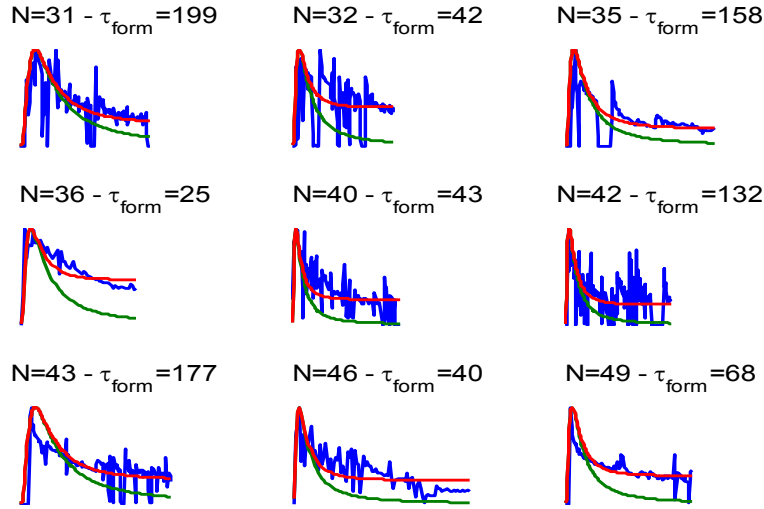 N=31 - τform=199
N=32 - τform=42
N=35 - τform=158
N=36 - τform=25
N=40 - τform=43
N=42 - τform=132
N=43 - τform=177
N=46 - τform=40
N=49 - τform=68